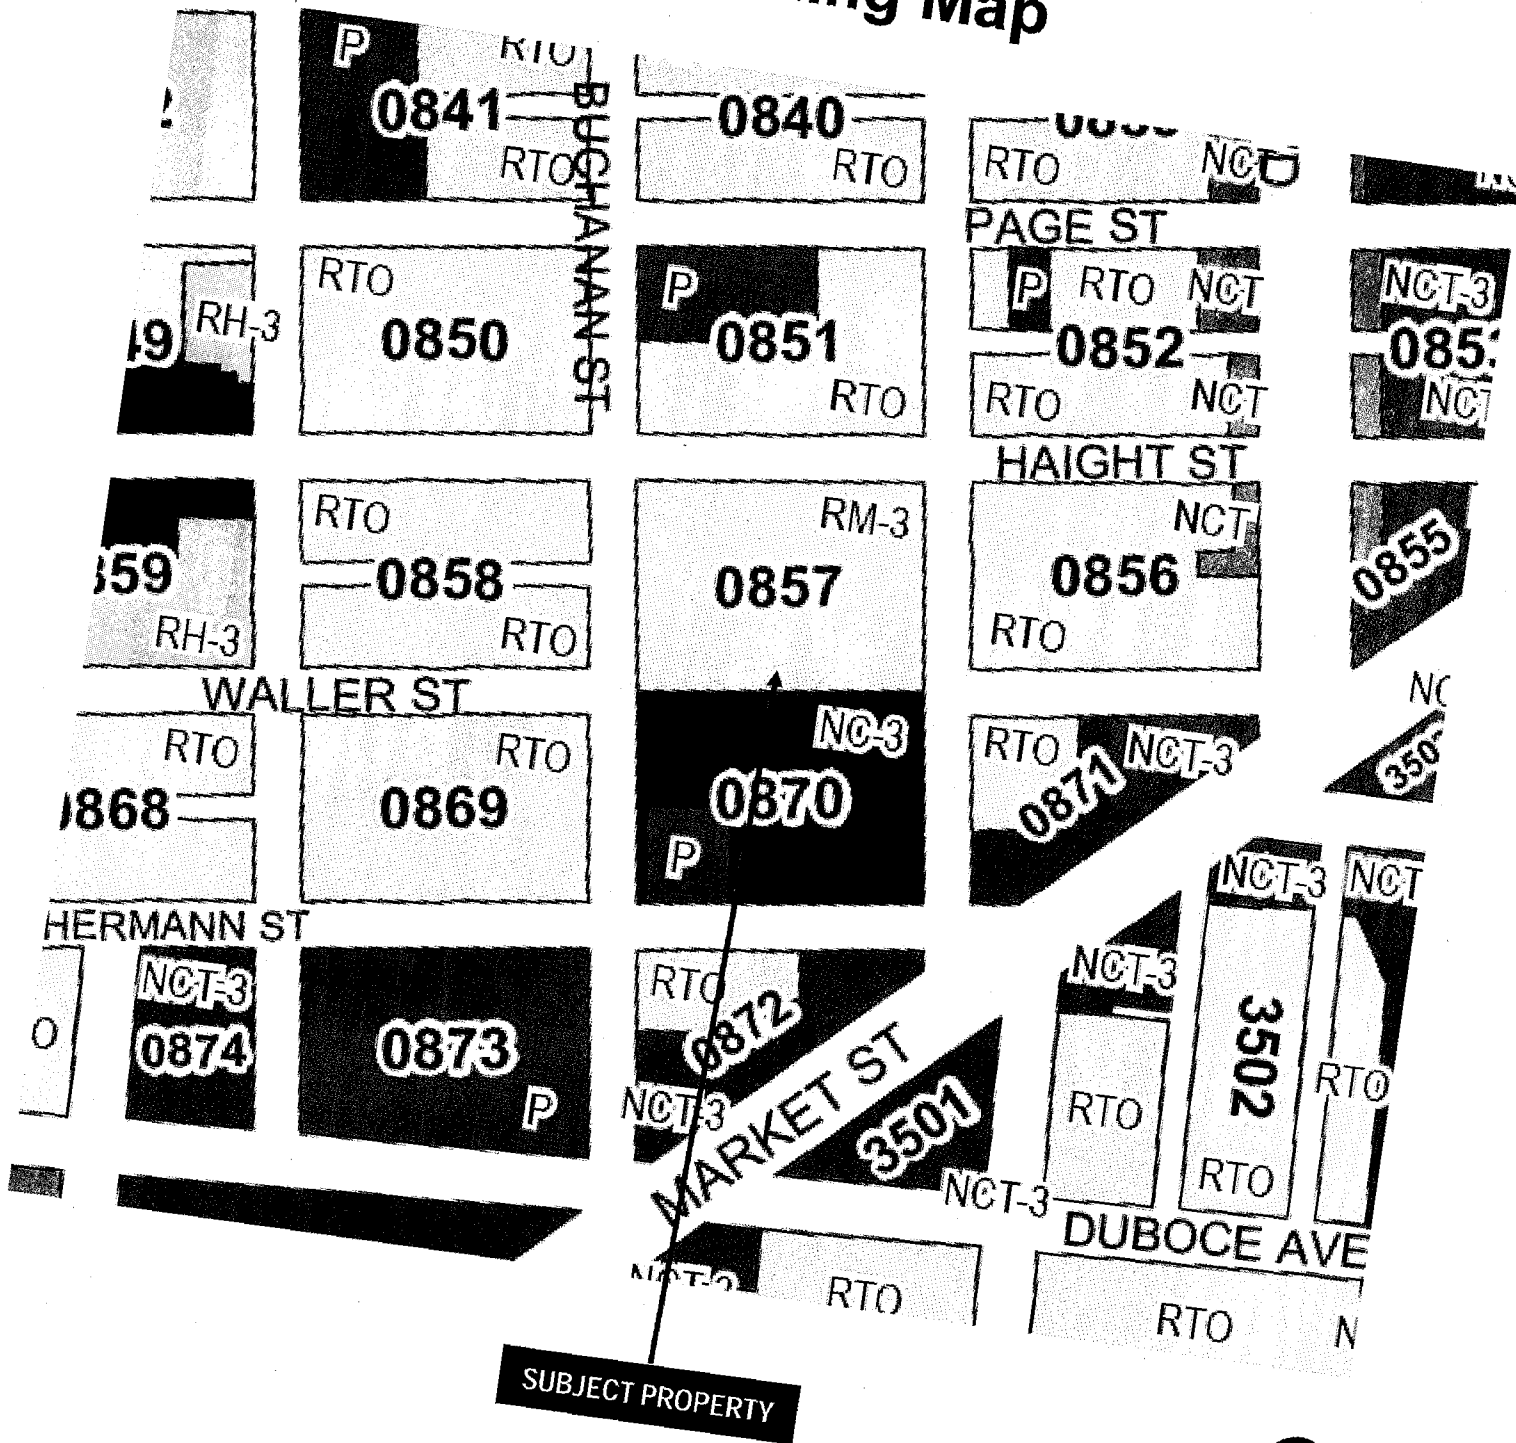 Map
P
RTO
0841
RTO
BUCHANAN ST
0840
RTO
RTO
NCT
PAGE ST
RH-3
RTO
0850
P
0851
RTO
P
RTO
NCT
0852
RTO
NCT
NCT-3
NCT
HAIGHT ST
RTO
0858
RTO
RM-3
0857
NCT
0856
RTO
0855
RH-3
WALLER ST
RTO
0869
RTO
NC-3
0870
P
RTO
NCT-3
0871
HERMANN ST
NCT-3
0874
0873
P
RTO
0872
NCT-3
MARKET ST
3501
NCT-3
NCT-3
RTO
NCT-3
3502
RTO
NCT
RTO
DUBOCE AVE
RTO
RTO
SUBJECT PROPERTY